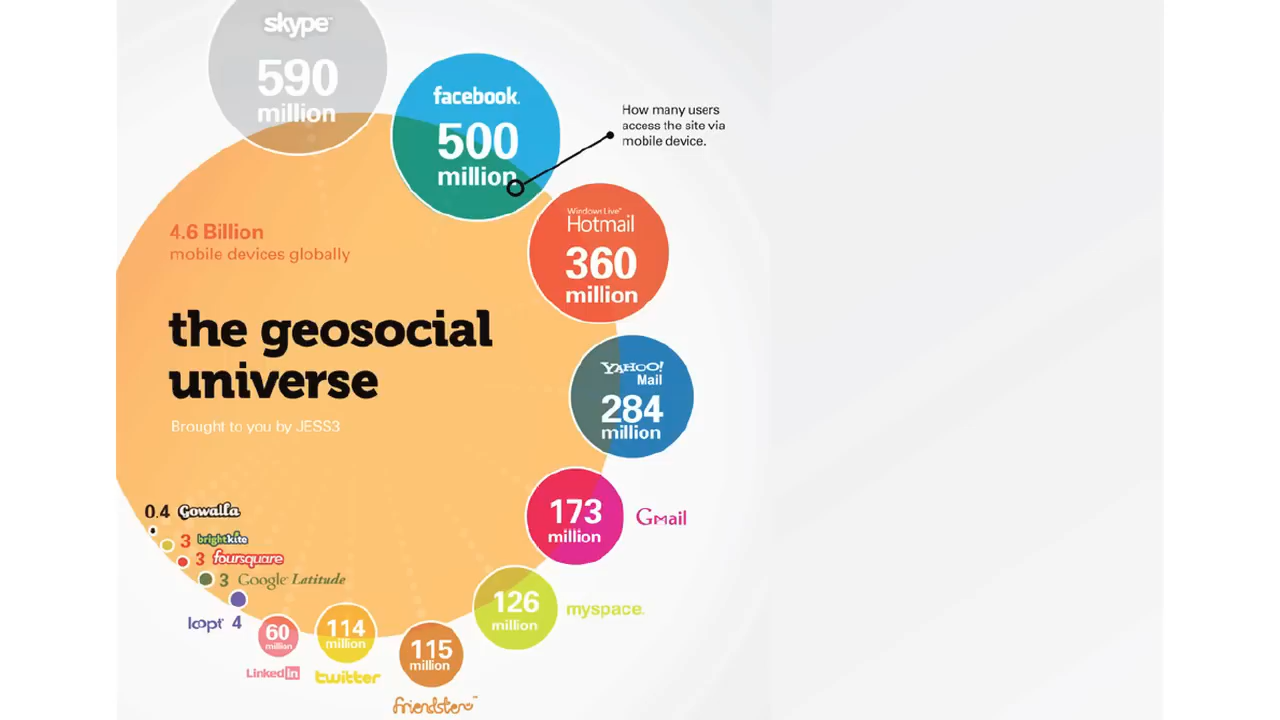 skype™
590
million
facebook.
500
million
How many users
access the site via
mobile device.
Windows Live™
Hotmail
360
million
4.6 Billion
mobile devices globally
the geosocial
universe
Brought to you by JESS3
YAHOO!
Mail
284
million
173
million
Gmail
0.4 Gowalla
3 brightkite
3 foursquare
3 Google Latitude
loopt 4
126
million
myspace.
60
million
LinkedIn
114
million
twitter
115
million
friendster™